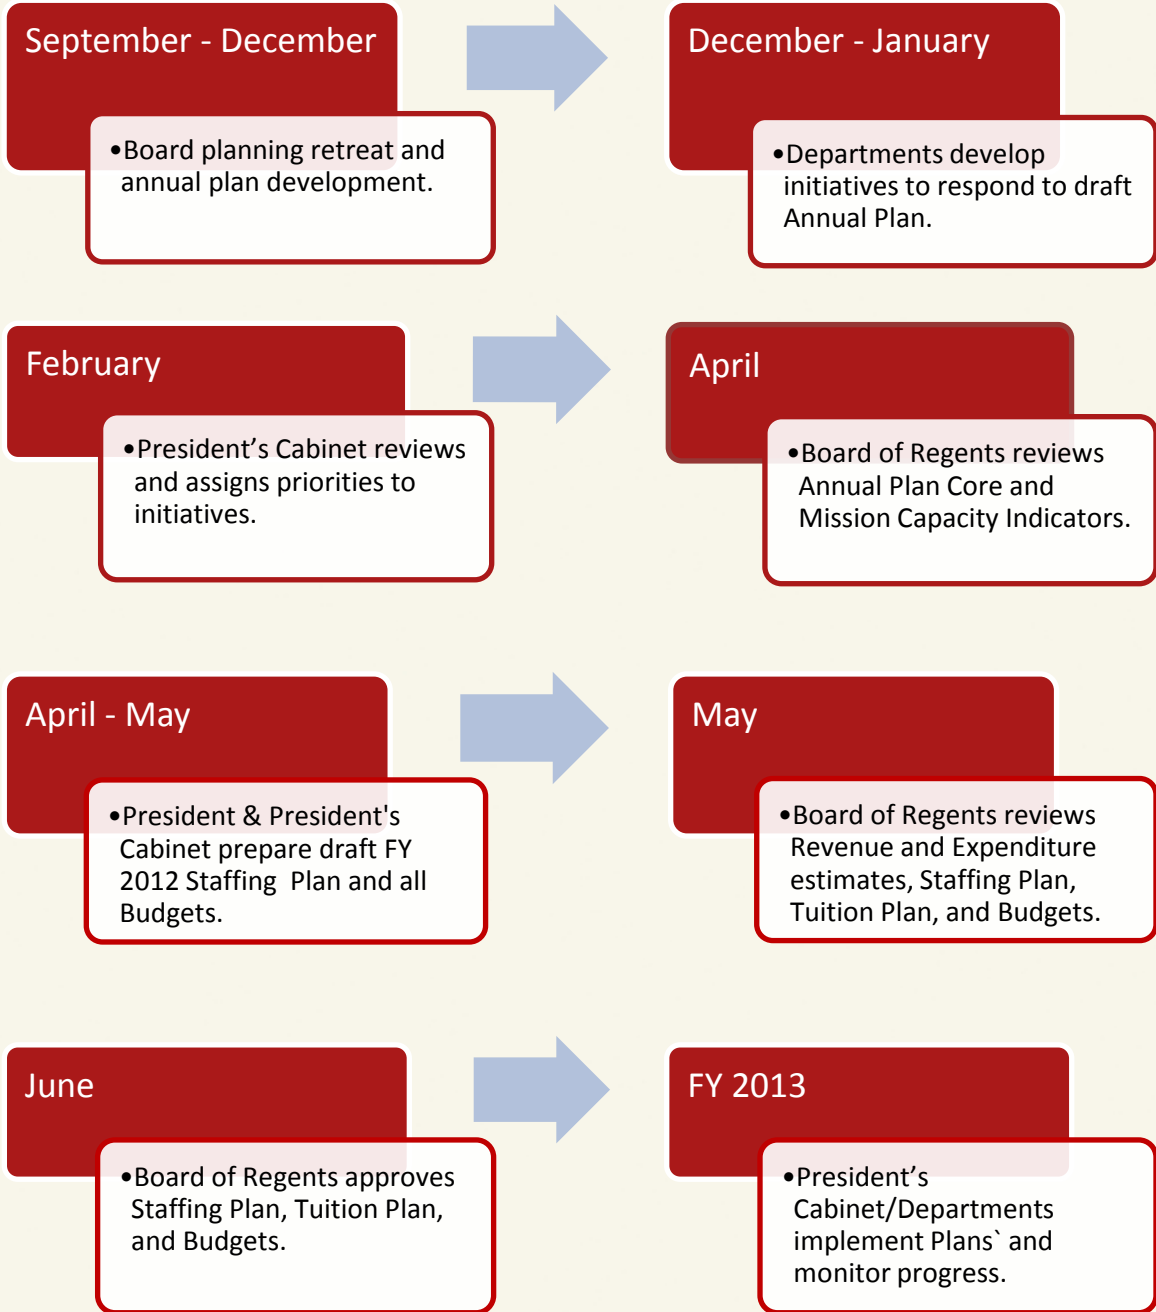 September - December
•Board planning retreat and
annual plan development.
December - January
•Departments develop
initiatives to respond to draft
Annual Plan.
February
•President’s Cabinet reviews
and assigns priorities to
initiatives.
April
•Board of Regents reviews
Annual Plan Core and
Mission Capacity Indicators.
April - May
•President & President's
Cabinet prepare draft FY
2012 Staffing  Plan and all
Budgets.
May
•Board of Regents reviews
Revenue and Expenditure
estimates, Staffing Plan,
Tuition Plan, and Budgets.
June
•Board of Regents approves
Staffing Plan, Tuition Plan,
and Budgets.
FY 2013
•President’s
Cabinet/Departments
implement Plans` and
monitor progress.